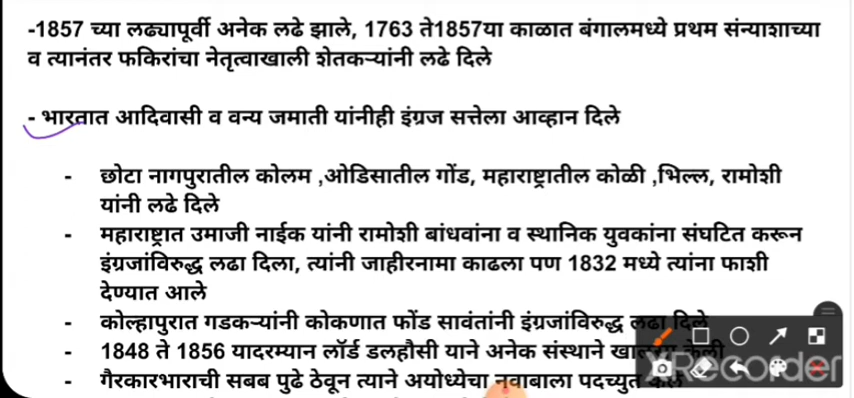 -1857 च्या लढ्यापूर्वी अनेक लढे झाले, 1763 ते1857या काळात बंगालमध्ये प्रथम संन्याशाच्या
व त्यानंतर फकिरांचा नेतृत्वाखाली शेतकऱ्यांनी लढे दिले
- भारतात आदिवासी व वन्य जमाती यांनीही इंग्रज सत्तेला आव्हान दिले
- छोटा नागपुरातील कोलम ,ओडिसातील गोंड, महाराष्ट्रातील कोळी ,भिल्ल, रामोशी
यांनी लढे दिले
- महाराष्ट्रात उमाजी नाईक यांनी रामोशी बांधवांना व स्थानिक युवकांना संघटित करून
इंग्रजांविरुद्ध लढा दिला, त्यांनी जाहीरनामा काढला पण 1832 मध्ये त्यांना फाशी
देण्यात आले
- कोल्हापुरात गडकऱ्यांनी कोकणात फोंड सावंतांनी इंग्रजांविरुद्ध लढा दिले
- 1848 ते 1856 यादरम्यान लॉर्ड डलहौसी याने अनेक संस्थाने केली
- गैरकारभाराची सबब पुढे ठेवून त्याने अयोध्येचा नवाबाला पदच्युत केले
XRecorder